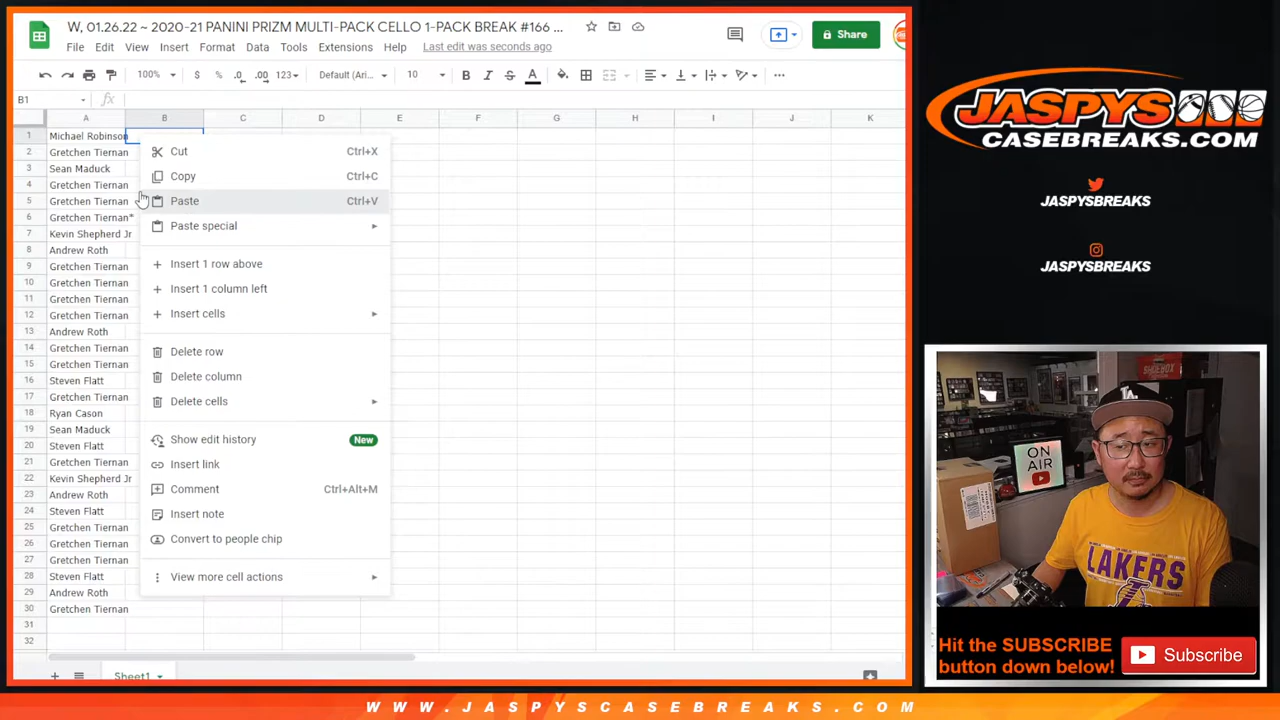 W, 01.26.22 ~ 2020-21 PANINI PRIZM MULTI-PACK CELLO 1-PACK BREAK #166 ...
Share
File Edit View Insert Format Data Tools Extensions Help Last edit was seconds ago
100% $ % .0 .00 123 Default (Ari... 10 B I S A
B1 fx
A B C D E F G H I J K
1 Michael Robinson
2 Gretchen Tiernan
3 Sean Maduck
4 Gretchen Tiernan
5 Gretchen Tiernan
6 Gretchen Tiernan*
7 Kevin Shepherd Jr
8 Andrew Roth
9 Gretchen Tiernan
10 Gretchen Tiernan
11 Gretchen Tiernan
12 Gretchen Tiernan
13 Andrew Roth
14 Gretchen Tiernan
15 Gretchen Tiernan
16 Steven Flatt
17 Gretchen Tiernan
18 Ryan Cason
19 Sean Maduck
20 Steven Flatt
21 Gretchen Tiernan
22 Kevin Shepherd Jr
23 Andrew Roth
24 Steven Flatt
25 Gretchen Tiernan
26 Gretchen Tiernan
27 Gretchen Tiernan
28 Steven Flatt
29 Andrew Roth
30 Gretchen Tiernan
31
32
Cut Ctrl+X
Copy Ctrl+C
Paste Ctrl+V
Paste special
Insert 1 row above
Insert 1 column left
Insert cells
Delete row
Delete column
Delete cells
Show edit history New
Insert link
Comment Ctrl+Alt+M
Insert note
Convert to people chip
View more cell actions
Sheet1
JASPYS
CASEBREAKS.COM
JASPYSBREAKS
JASPYSBREAKS
SHOEBOX
LA
ON
AIR
LAKERS
Hit the SUBSCRIBE
button down below!
Subscribe
WWW.JASPYSCASEBREAKS.COM